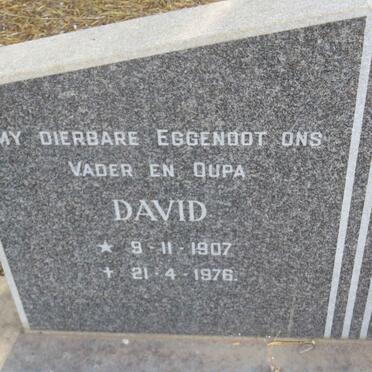 MY DIERBARE EGGENOOT ONS
VADER EN OUPA
DAVID
★ 9-11-1907
✝ 21-4-1976.